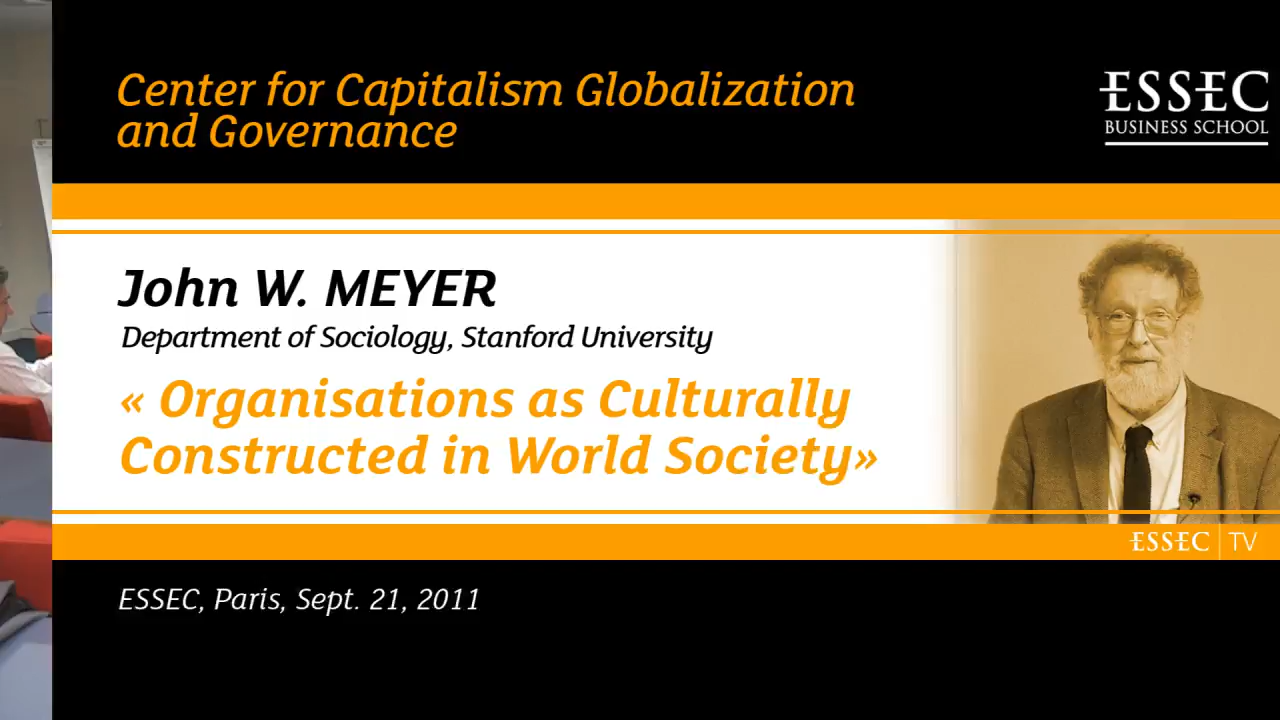 Center for Capitalism Globalization
and Governance
ESSEC
BUSINESS SCHOOL
John W. MEYER
Department of Sociology, Stanford University
« Organisations as Culturally
Constructed in World Society»
ESSEC | TV
ESSEC, Paris, Sept. 21, 2011